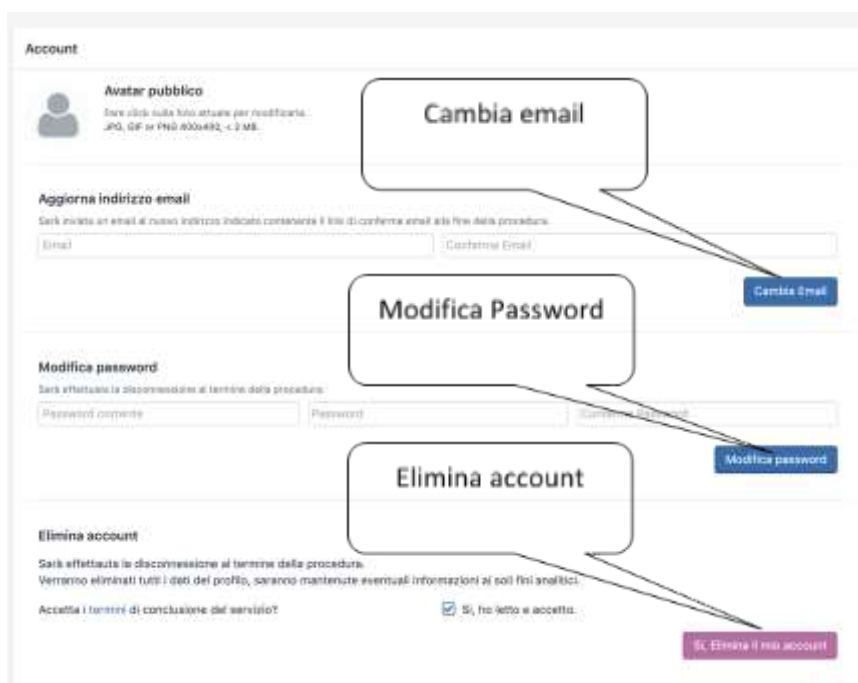 Account
Avatar pubblico
Fare click sulla foto attuale per modificarla.
JPG, GIF or PNG 400x400, < 2 MB.
Cambia email
Aggiorna indirizzo email
Sarà inviata un email al nuovo indirizzo indicato contenente il link di conferma email alla fine della procedura.
Email
Conferma Email
Cambia Email
Modifica Password
Modifica password
Sarà effettuata la disconnessione al termine della procedura.
Password corrente
Password
Conferma Password
Modifica password
Elimina account
Elimina account
Sarà effettauta la disconnessione al termine della procedura.
Verranno eliminati tutti i dati del profilo, saranno mantenute eventuali informazioni ai soli fini analitici.
Accetta i termini di conclusione del servizio?
Si, ho letto e accetto.
Si, Elimina il mio account